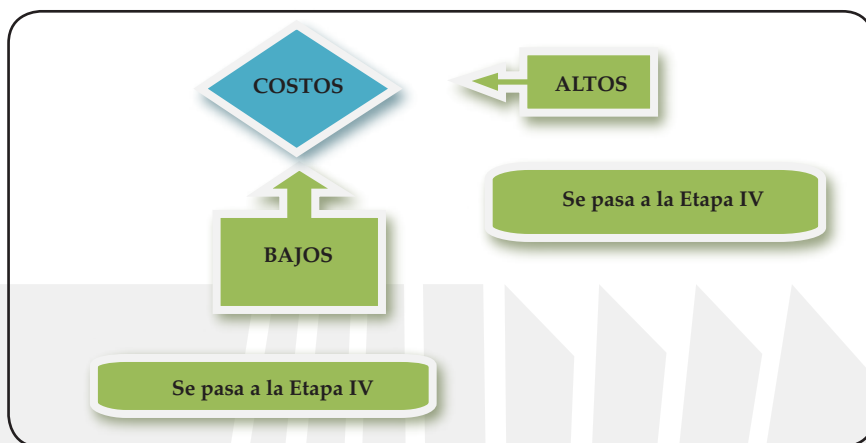 COSTOS
ALTOS
Se pasa a la Etapa IV
BAJOS
Se pasa a la Etapa IV